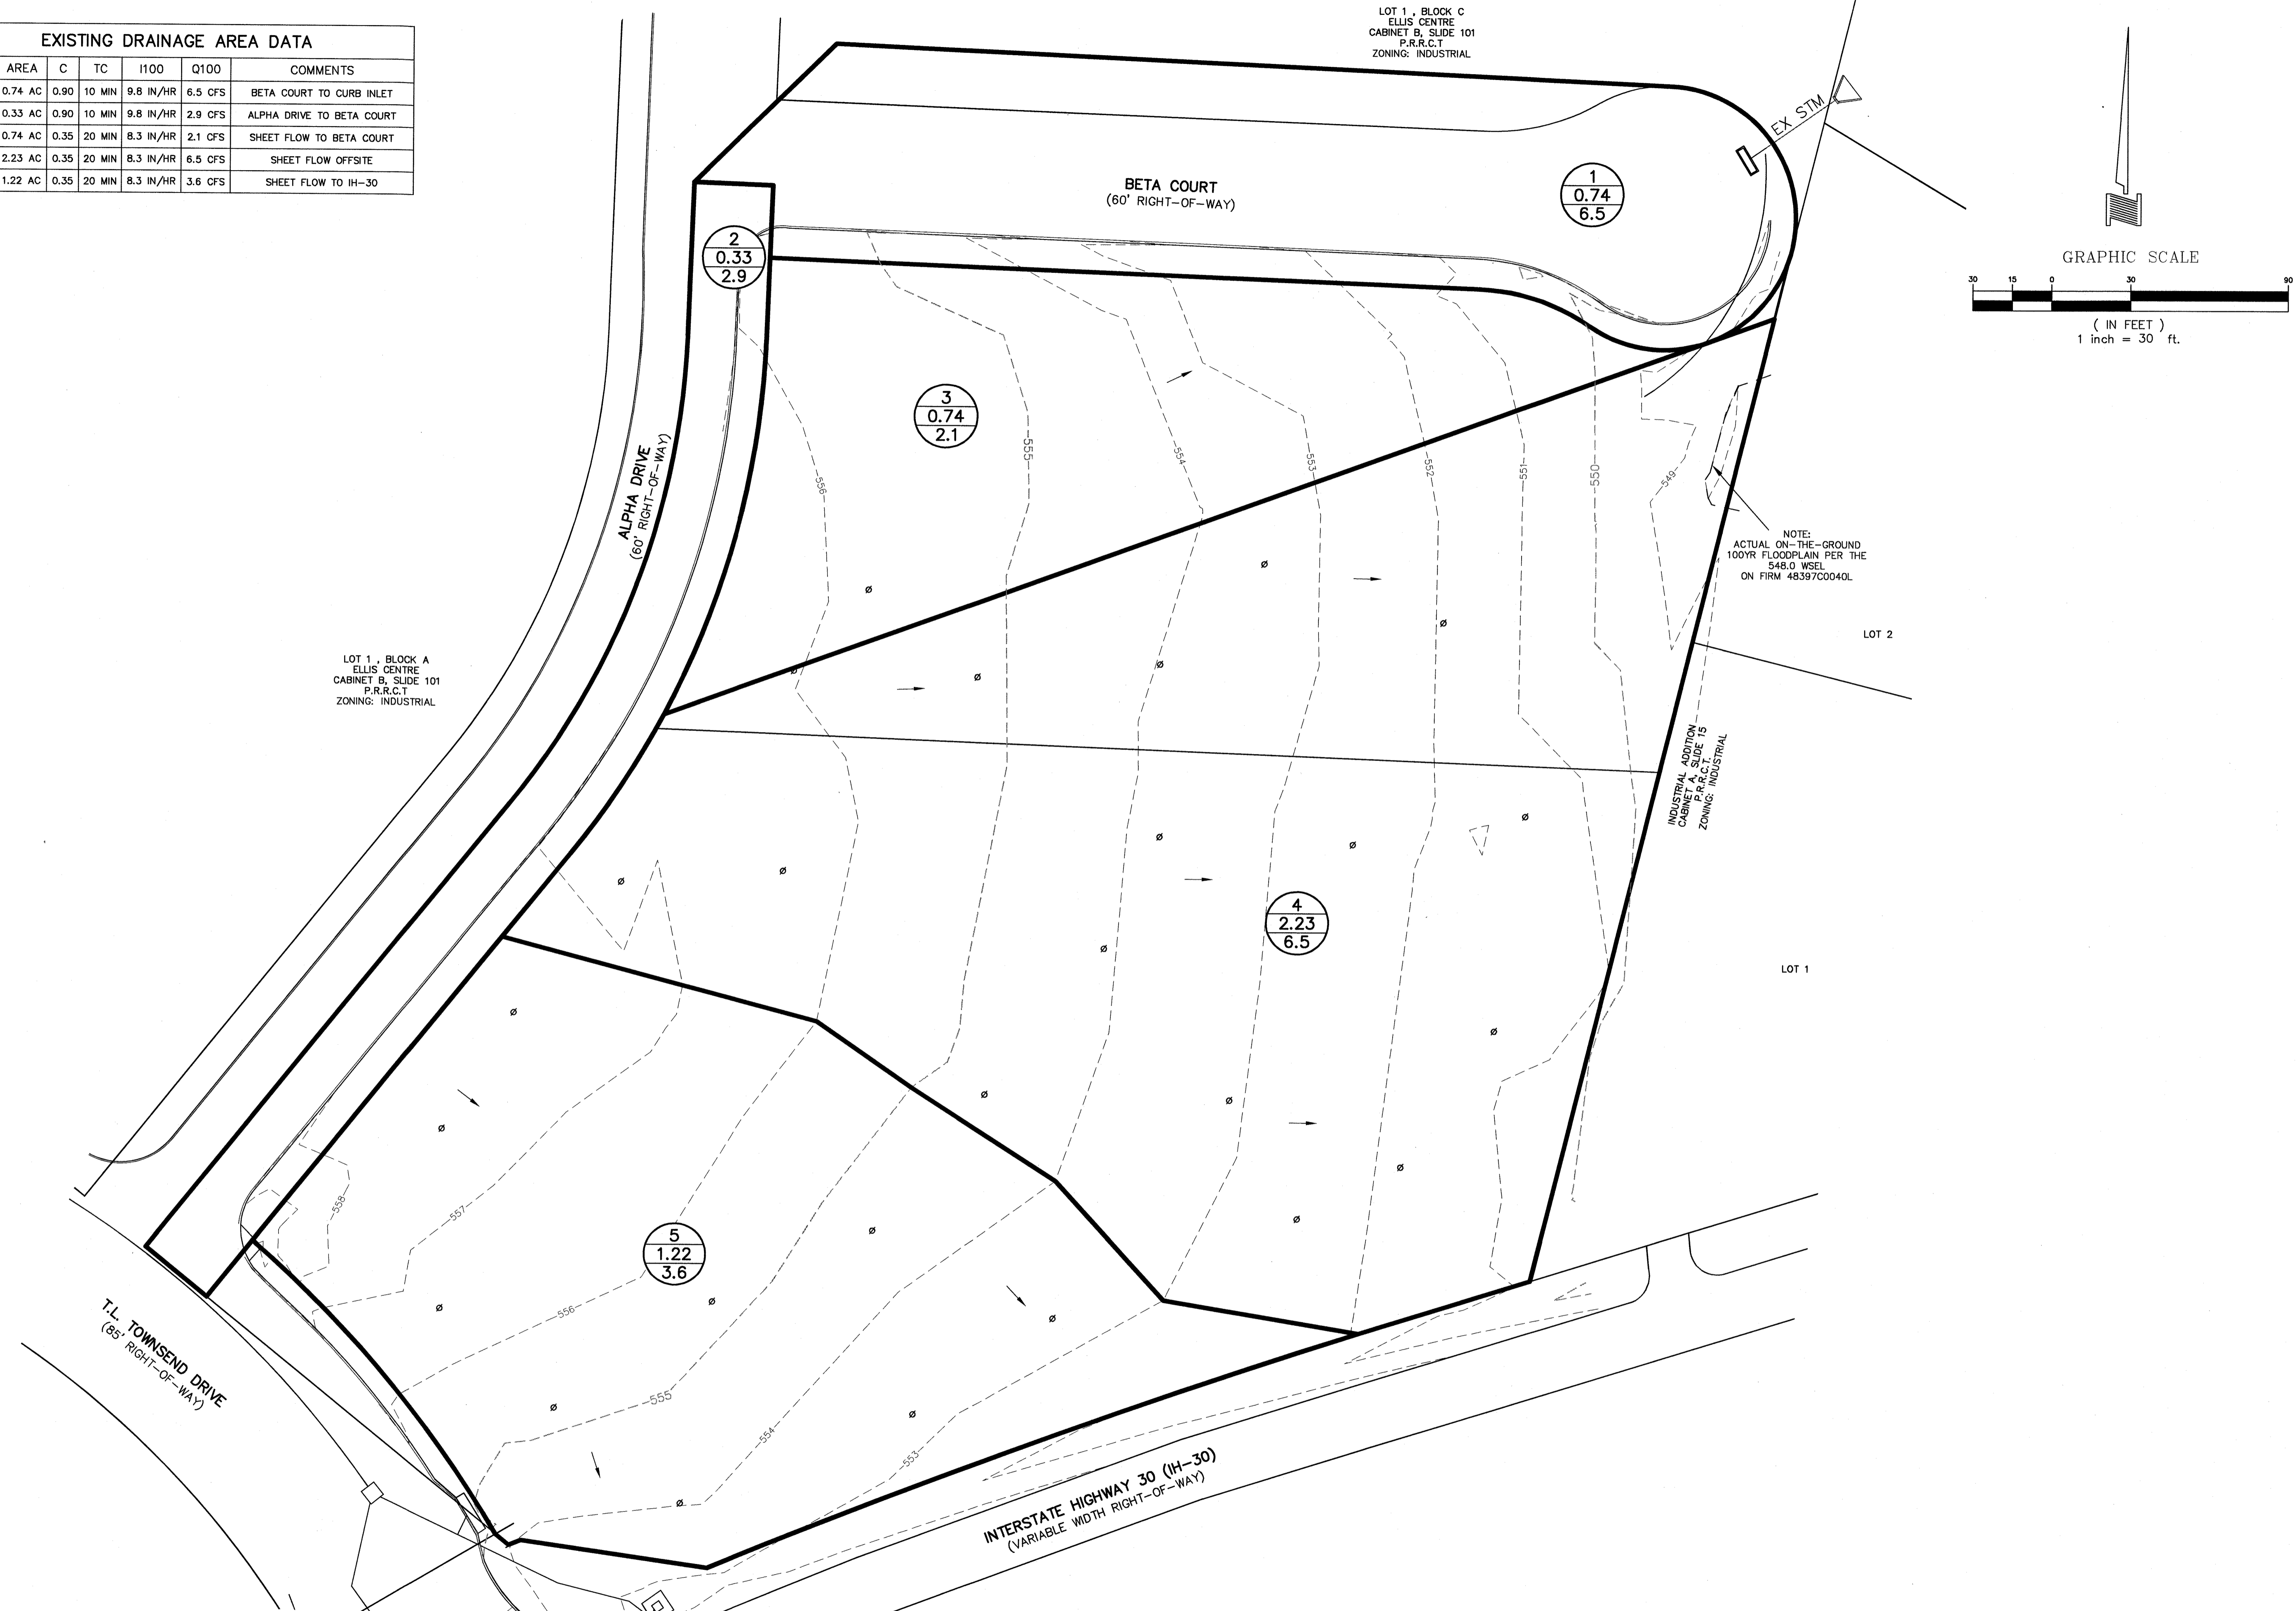 EXISTING DRAINAGE AREA DATA
AREA C TC I100 Q100 COMMENTS
0.74 AC 0.90 10 MIN 9.8 IN/HR 6.5 CFS BETA COURT TO CURB INLET
0.33 AC 0.90 10 MIN 9.8 IN/HR 2.9 CFS ALPHA DRIVE TO BETA COURT
0.74 AC 0.35 20 MIN 8.3 IN/HR 2.1 CFS SHEET FLOW TO BETA COURT
2.23 AC 0.35 20 MIN 8.3 IN/HR 6.5 CFS SHEET FLOW OFFSITE
1.22 AC 0.35 20 MIN 8.3 IN/HR 3.6 CFS SHEET FLOW TO IH-30
LOT 1 , BLOCK C
ELLIS CENTRE
CABINET B, SLIDE 101
P.R.R.C.T
ZONING: INDUSTRIAL
EX STM
BETA COURT
(60' RIGHT-OF-WAY)
1
0.74
6.5
2
0.33
2.9
GRAPHIC SCALE
30 15 0 30 90
( IN FEET )
1 inch = 30 ft.
3
0.74
2.1
ALPHA DRIVE
(60' RIGHT-OF-WAY)
556
555
554
553
552
551
550
549
NOTE:
ACTUAL ON-THE-GROUND
100YR FLOODPLAIN PER THE
548.0 WSEL
ON FIRM 48397C0040L
LOT 2
LOT 1 , BLOCK A
ELLIS CENTRE
CABINET B, SLIDE 101
P.R.R.C.T
ZONING: INDUSTRIAL
INDUSTRIAL ADDITION
CABINET A, SLIDE 15
P.R.R.C.T.
ZONING: INDUSTRIAL
4
2.23
6.5
LOT 1
558
557
5
1.22
3.6
556
555
554
553
T.L. TOWNSEND DRIVE
(85' RIGHT-OF-WAY)
INTERSTATE HIGHWAY 30 (IH-30)
(VARIABLE WIDTH RIGHT-OF-WAY)